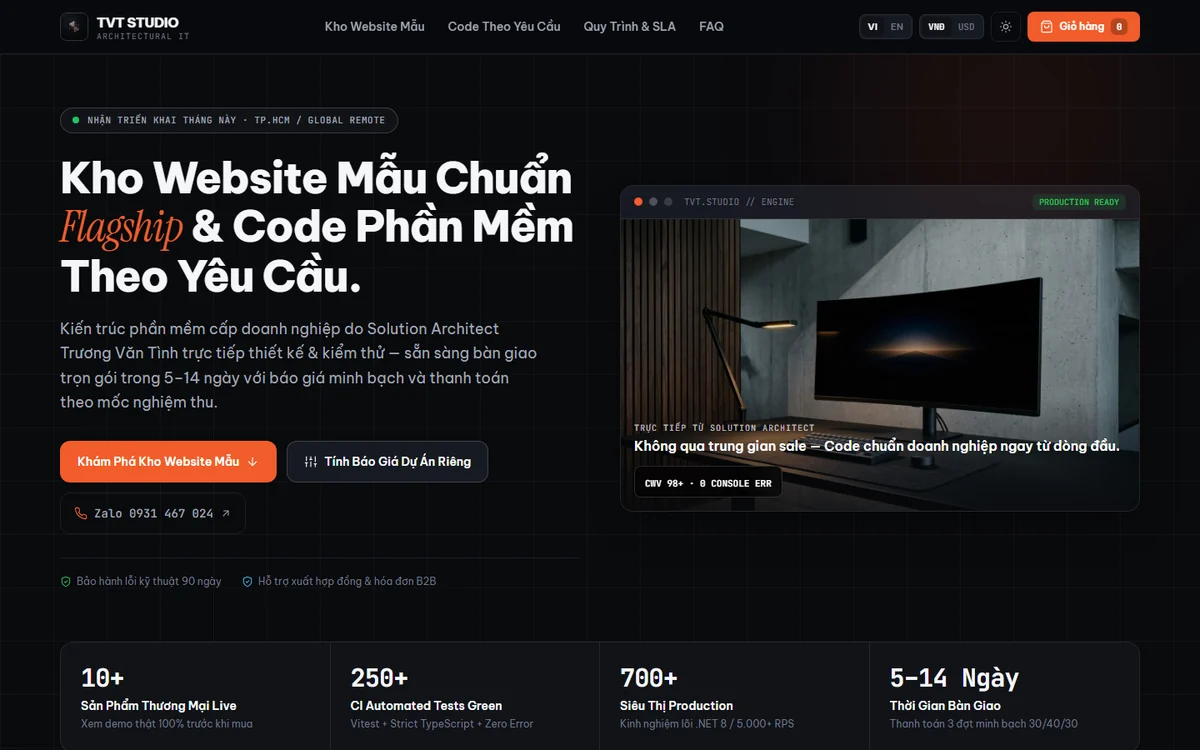 TVT STUDIO
ARCHITECTURAL IT
Kho Website Mẫu
Code Theo Yêu Cầu
Quy Trình & SLA
FAQ
VI EN
VNĐ USD
Giỏ hàng 0
NHẬN TRIỂN KHAI THÁNG NÀY · TP.HCM / GLOBAL REMOTE
Kho Website Mẫu Chuẩn
Flagship & Code Phần Mềm
Theo Yêu Cầu.
Kiến trúc phần mềm cấp doanh nghiệp do Solution Architect
Trương Văn Tình trực tiếp thiết kế & kiểm thử — sẵn sàng bàn giao
trọn gói trong 5–14 ngày với báo giá minh bạch và thanh toán
theo mốc nghiệm thu.
Khám Phá Kho Website Mẫu ↓
Tính Báo Giá Dự Án Riêng
Zalo 0931 467 024 ↗
Bảo hành lỗi kỹ thuật 90 ngày
Hỗ trợ xuất hợp đồng & hóa đơn B2B
TVT.STUDIO // ENGINE
PRODUCTION READY
TRỰC TIẾP TỪ SOLUTION ARCHITECT
Không qua trung gian sale — Code chuẩn doanh nghiệp ngay từ dòng đầu.
CWV 98+ · 0 CONSOLE ERR
10+
Sản Phẩm Thương Mại Live
Xem demo thật 100% trước khi mua
250+
CI Automated Tests Green
Vitest + Strict TypeScript + Zero Error
700+
Siêu Thị Production
Kinh nghiệm lõi .NET 8 / 5.000+ RPS
5–14 Ngày
Thời Gian Bàn Giao
Thanh toán 3 đợt minh bạch 30/40/30